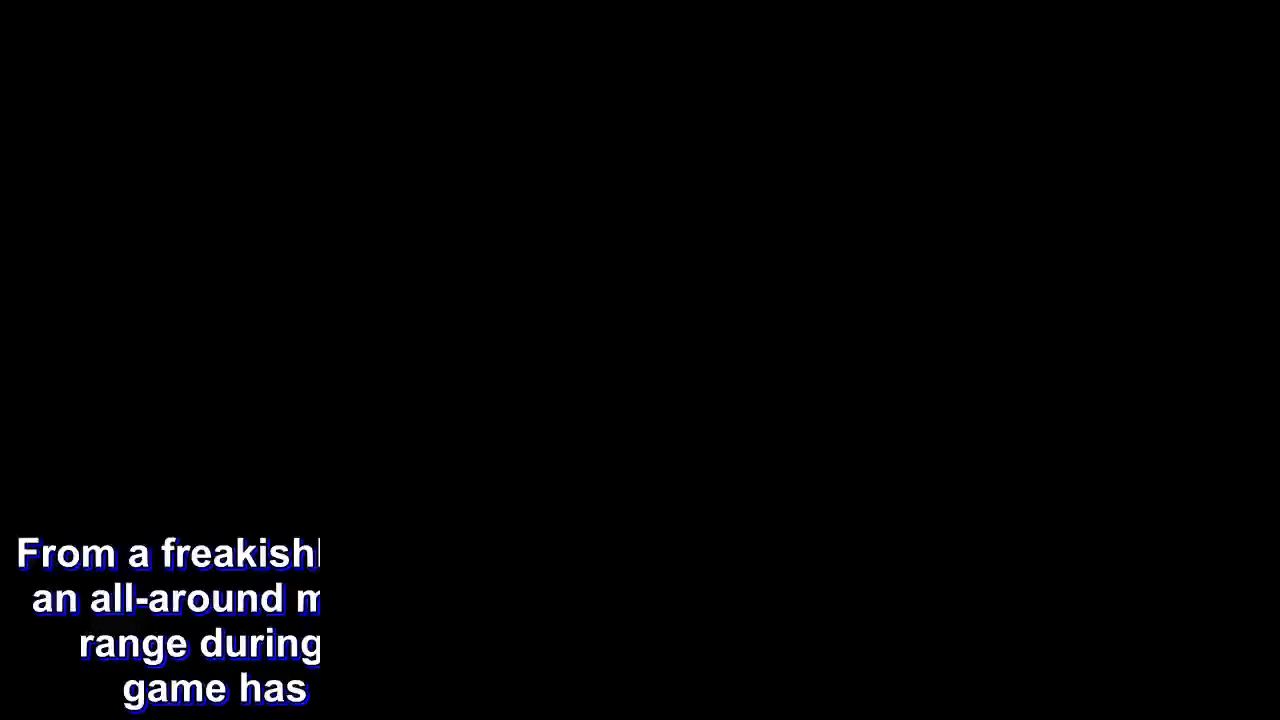 From a freakish
an all-around
range during
game has